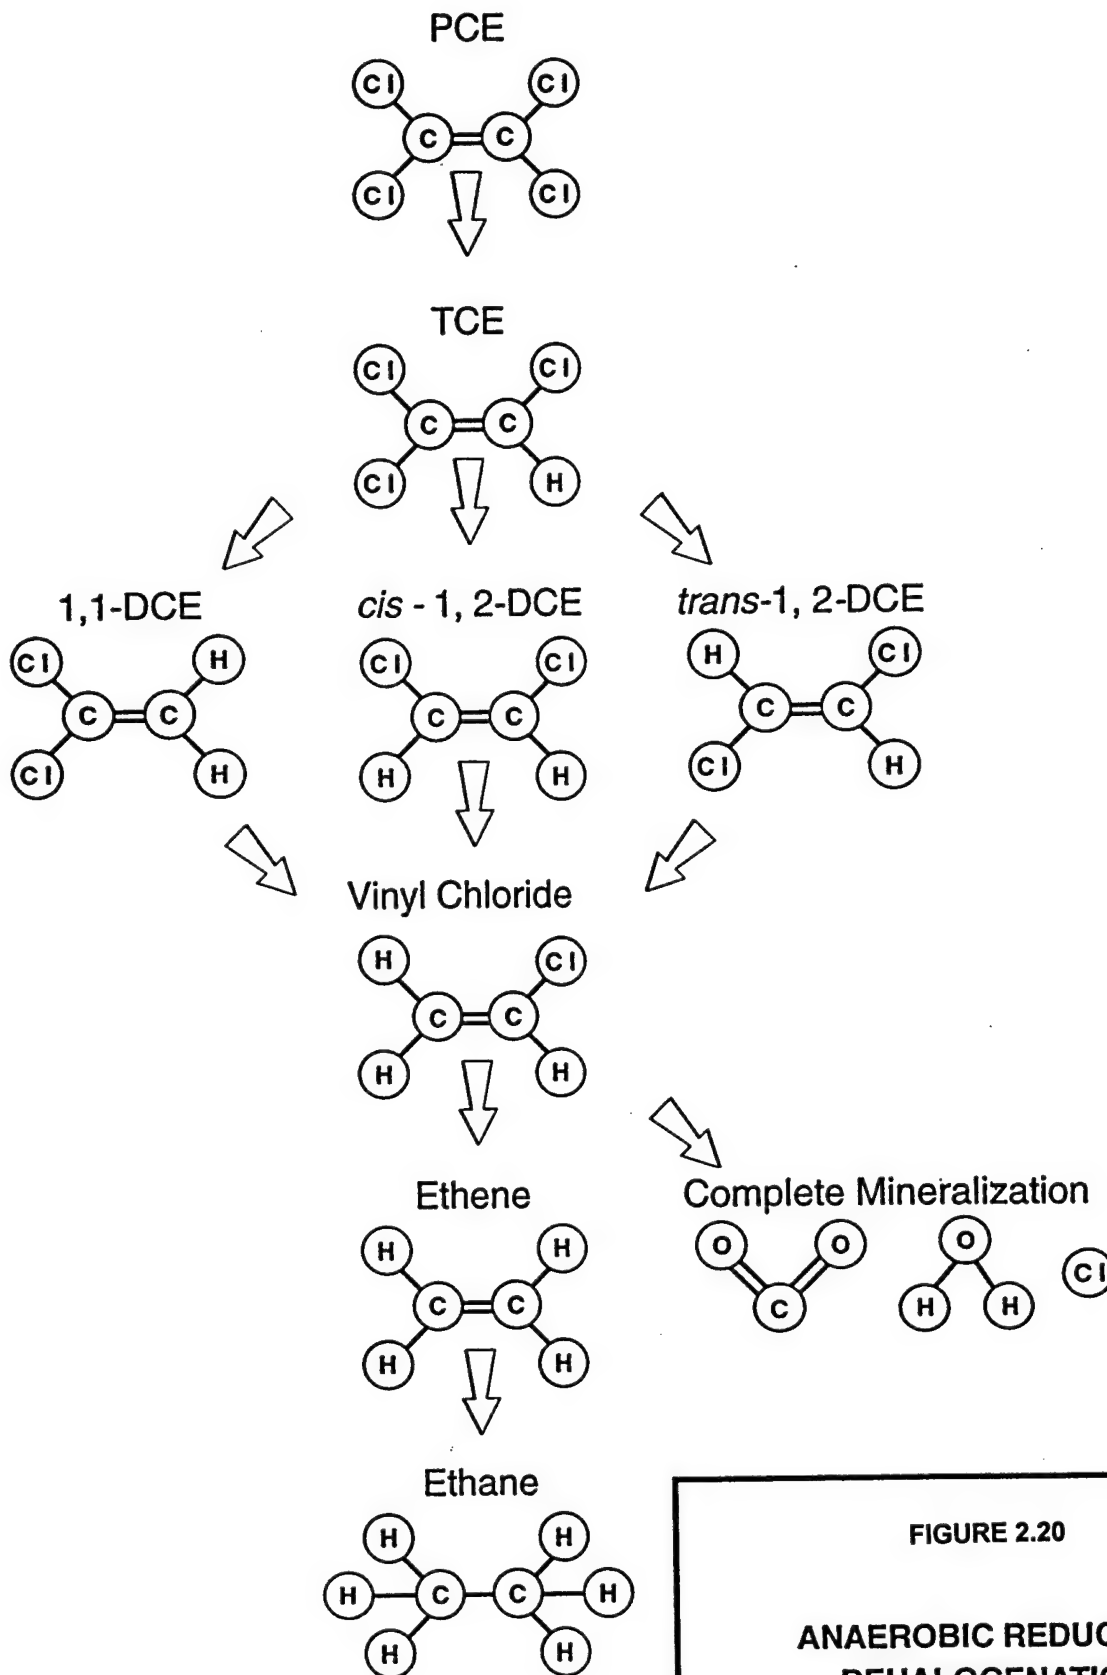 PCE
Cl Cl
C C
Cl Cl
TCE
Cl Cl
C C
Cl H
1,1-DCE cis - 1, 2-DCE trans-1, 2-DCE
Cl H Cl Cl H Cl
C C C C C C
Cl H H H Cl H
Vinyl Chloride
H Cl
C C
H H
Ethene Complete Mineralization
H H O O O Cl
C C C H H
H H
Ethane
H H
H C C H
H H
FIGURE 2.20
ANAEROBIC